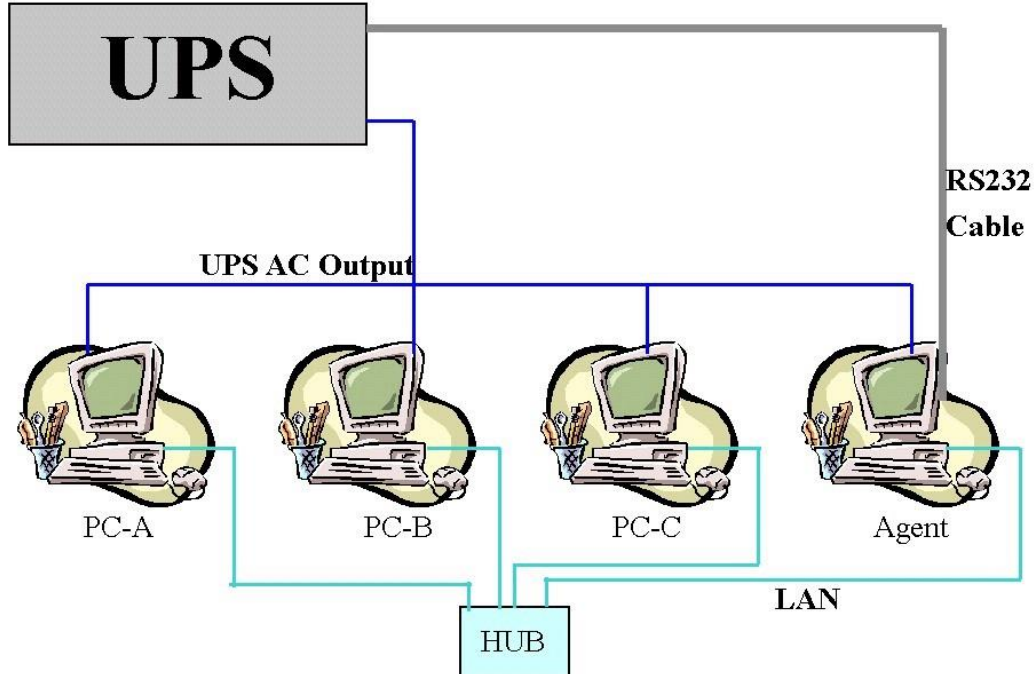 UPS
RS232
Cable
UPS AC Output
PC-A
PC-B
PC-C
Agent
LAN
HUB